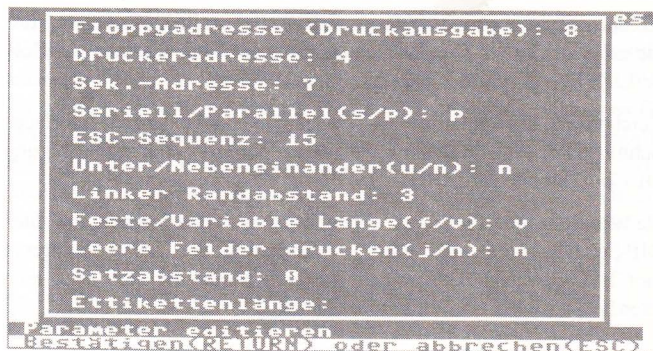 es
Floppyadresse (Druckausgabe): 8
Druckeradresse: 4
Sek.-Adresse: 7
Seriell/Parallel(s/p): p
ESC-Sequenz: 15
Unter/Nebeneinander(u/n): n
Linker Randabstand: 3
Feste/Variable Länge(f/v): v
Leere Felder drucken(j/n): n
Satzabstand: 0
Ettikettenlänge:
Parameter editieren
Bestätigen(RETURN) oder abbrechen(ESC)